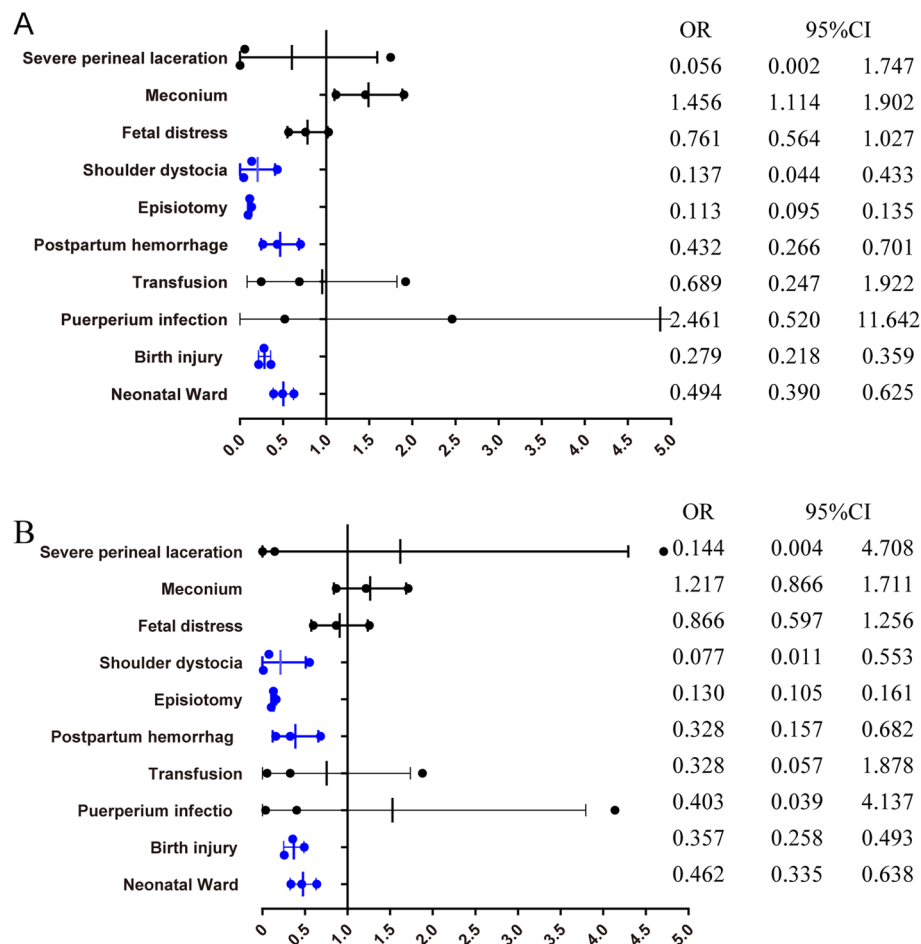 A
OR 95%CI
Severe perineal laceration 0.056 0.002 1.747
Meconium 1.456 1.114 1.902
Fetal distress 0.761 0.564 1.027
Shoulder dystocia 0.137 0.044 0.433
Episiotomy 0.113 0.095 0.135
Postpartum hemorrhage 0.432 0.266 0.701
Transfusion 0.689 0.247 1.922
Puerperium infection 2.461 0.520 11.642
Birth injury 0.279 0.218 0.359
Neonatal Ward 0.494 0.390 0.625
0.0 0.5 1.0 1.5 2.0 2.5 3.0 3.5 4.0 4.5 5.0
B
OR 95%CI
Severe perineal laceration 0.144 0.004 4.708
Meconium 1.217 0.866 1.711
Fetal distress 0.866 0.597 1.256
Shoulder dystocia 0.077 0.011 0.553
Episiotomy 0.130 0.105 0.161
Postpartum hemorrhag 0.328 0.157 0.682
Transfusion 0.328 0.057 1.878
Puerperium infectio 0.403 0.039 4.137
Birth injury 0.357 0.258 0.493
Neonatal Ward 0.462 0.335 0.638
0.0 0.5 1.0 1.5 2.0 2.5 3.0 3.5 4.0 4.5 5.0